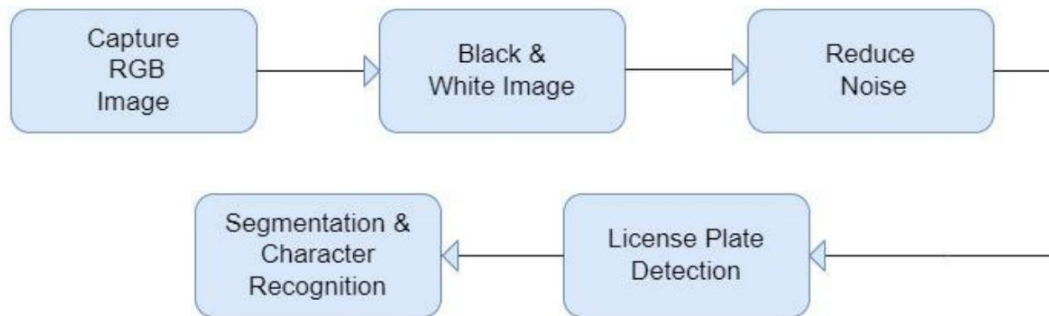 Capture
RGB
Image
Black &
White Image
Reduce
Noise
License Plate
Detection
Segmentation &
Character
Recognition